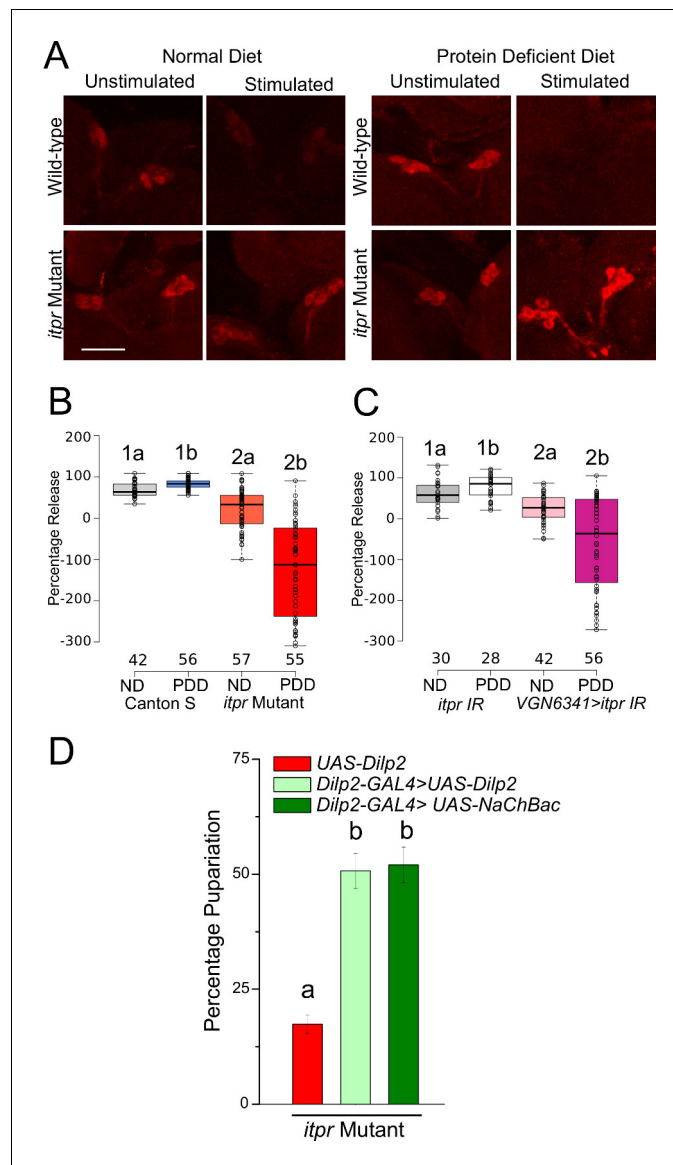 A
Normal Diet
Protein Deficient Diet
Unstimulated
Stimulated
Unstimulated
Stimulated
Wild-type
Wild-type
itpr Mutant
itpr Mutant
B
Percentage Release
200
100
0
-100
-200
-300
1a
1b
2a
2b
42
56
57
55
ND
PDD
ND
PDD
Canton S
itpr Mutant
C
Percentage Release
200
100
0
-100
-200
-300
1a
1b
2a
2b
30
28
42
56
ND
PDD
ND
PDD
itpr IR
VGN6341>itpr IR
D
Percentage Pupariation
75
50
25
0
UAS-Dilp2
Dilp2-GAL4>UAS-Dilp2
Dilp2-GAL4> UAS-NaChBac
a
b
b
itpr Mutant